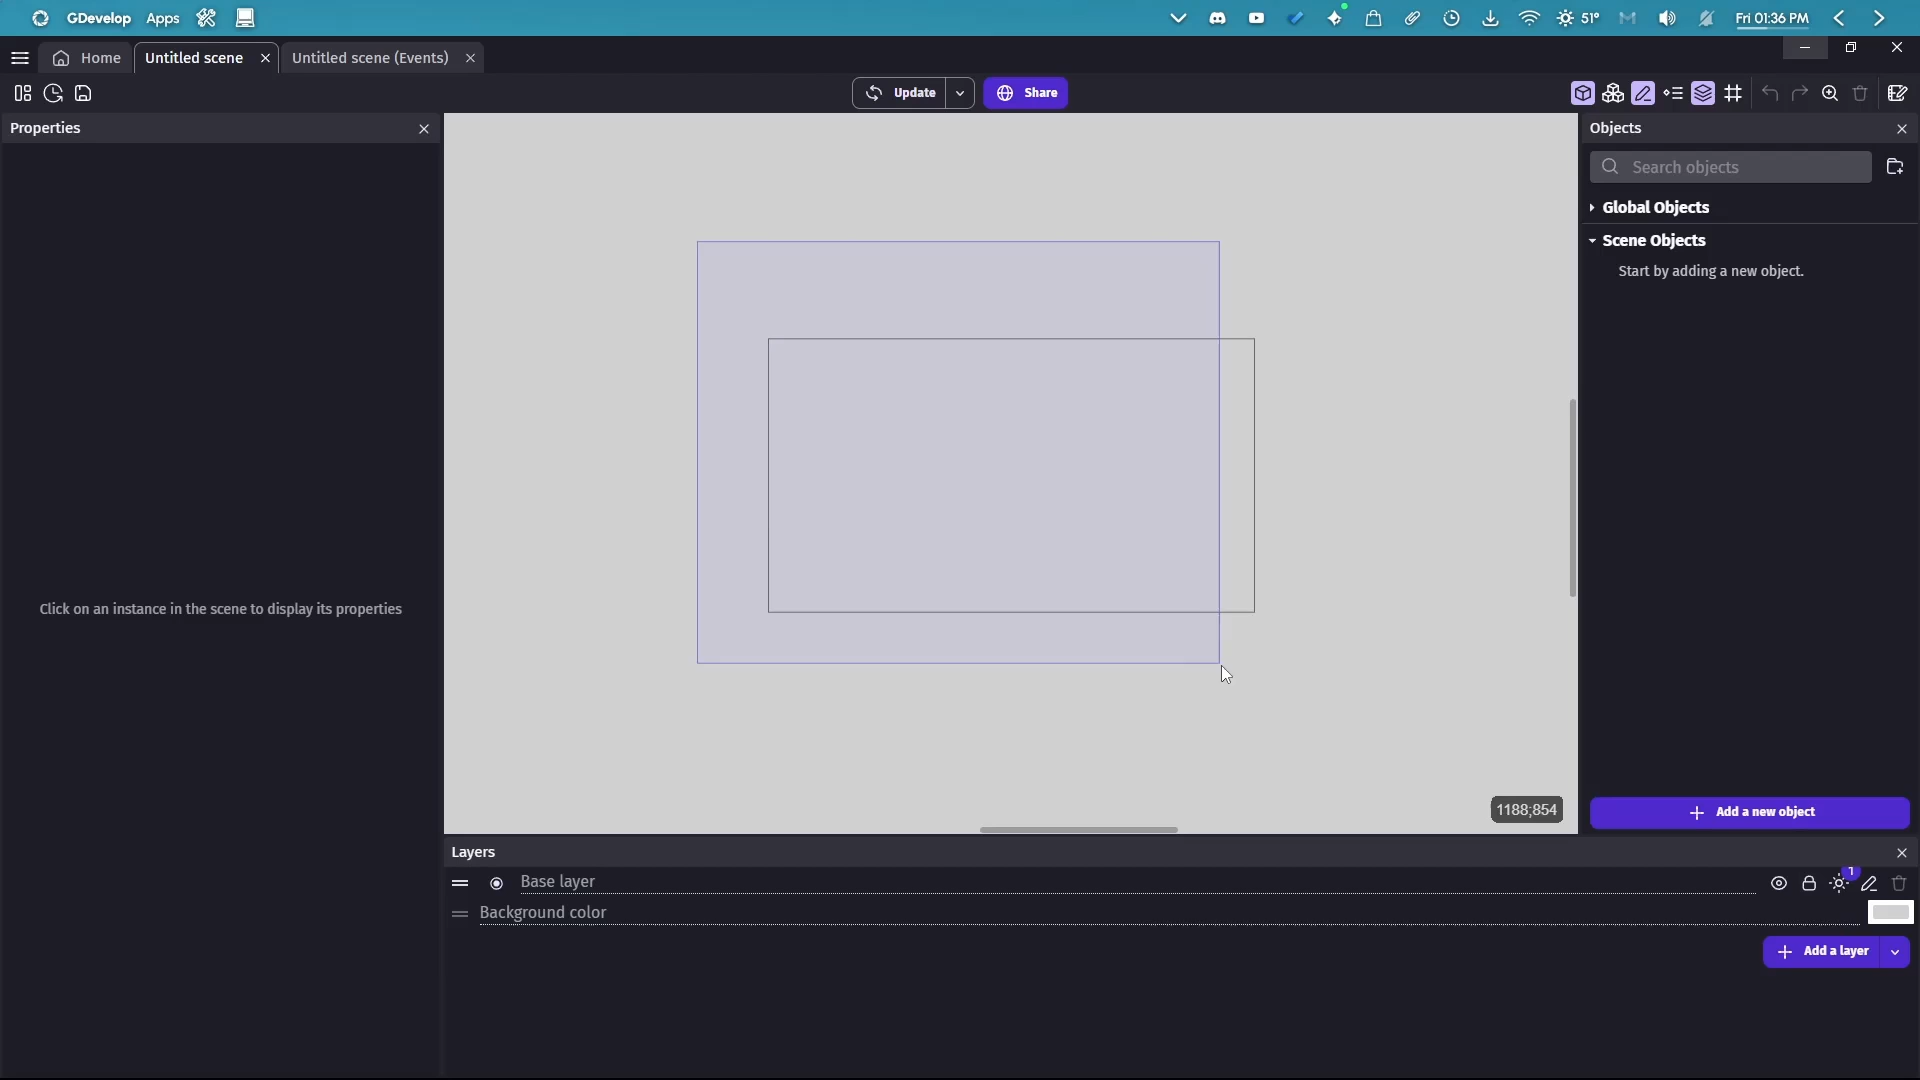 GDevelop Apps 51° Fri 01:36 PM
Home Untitled scene Untitled scene (Events)
Update Share
Properties
Objects
Search objects
Global Objects
Scene Objects
Start by adding a new object.
Click on an instance in the scene to display its properties
1188;854
Add a new object
Layers
Base layer
1
Background color
Add a layer